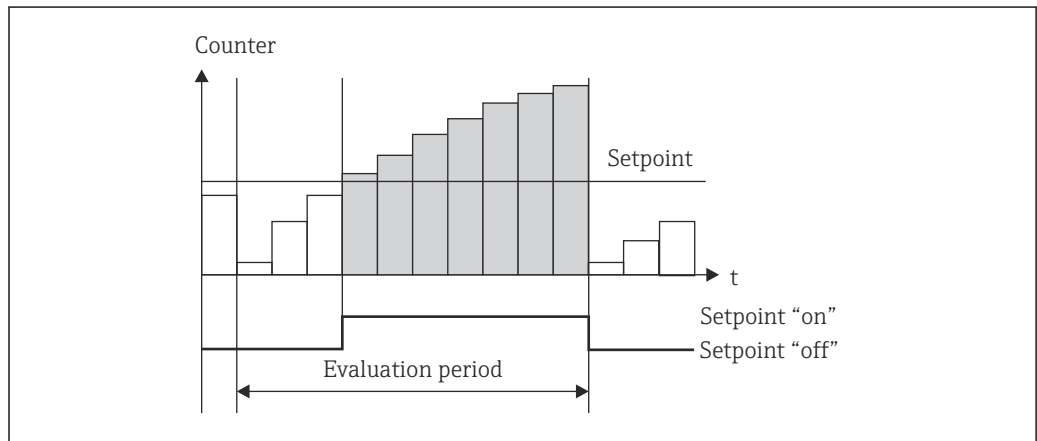 Counter
Setpoint
t
Setpoint “on”
Setpoint “off”
Evaluation period